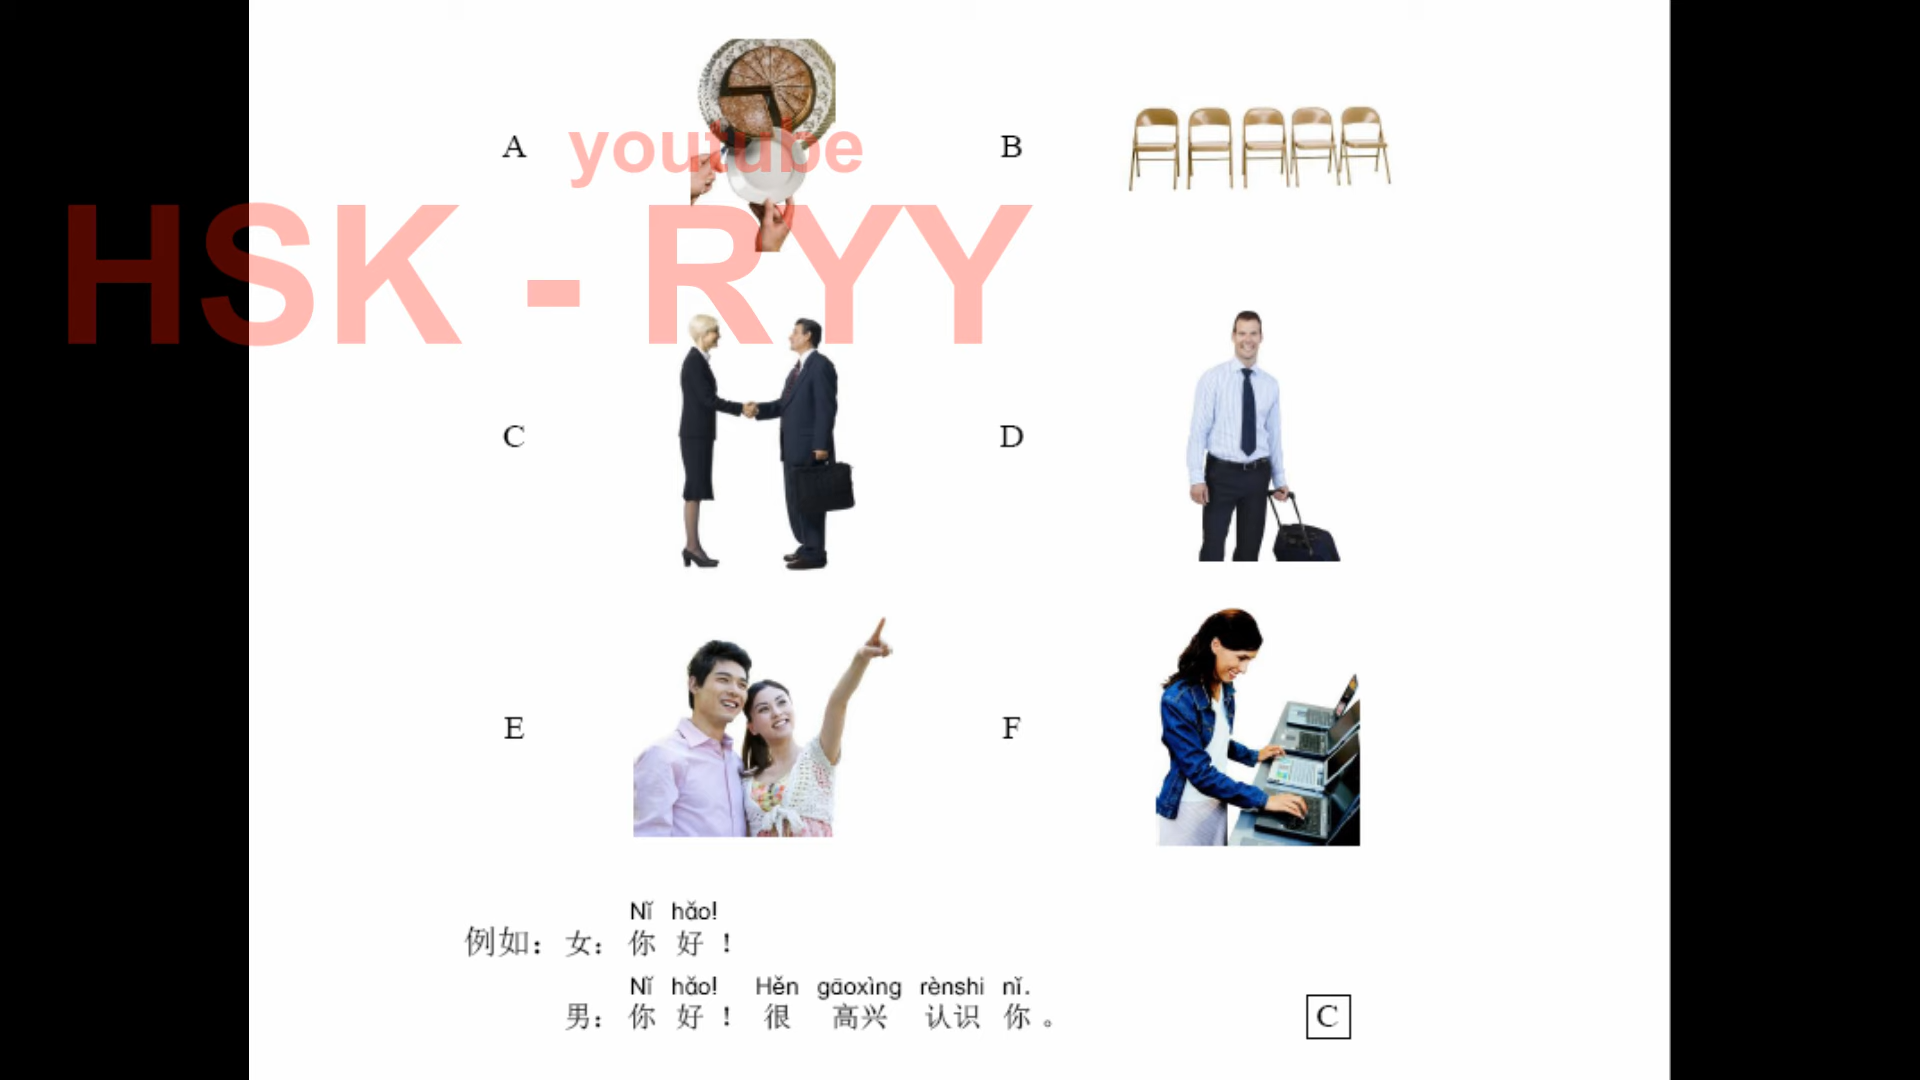 youtube
HSK - RYY
A
B
C
D
E
F
Nǐ hǎo!
例如：女：你 好！
Nǐ hǎo! Hěn gāoxìng rènshi nǐ.
男：你 好！很 高兴 认识 你。
C